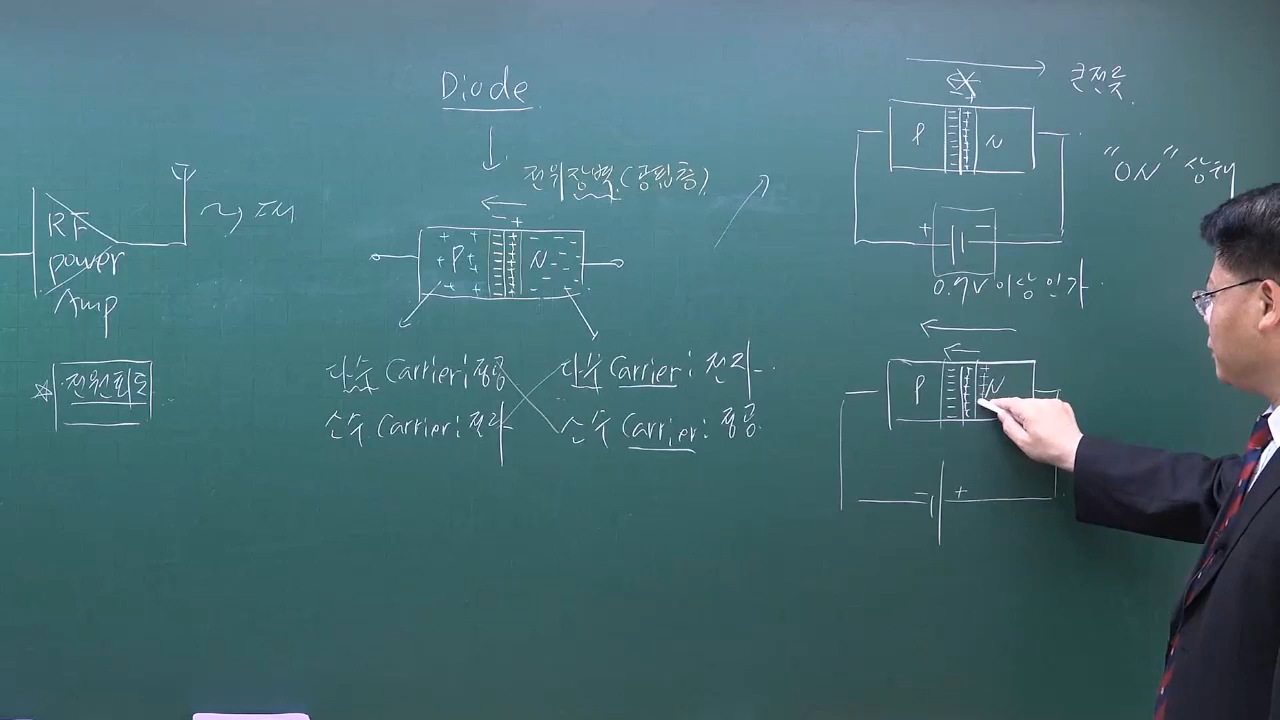 Diode
전위장벽(공핍층)
- +
P N
RF
power
Amp
전원회로
다수 Carrier: 정공
소수 Carrier: 전자
다수 Carrier: 전자
소수 Carrier: 정공
큰전류
- +
P N
"ON" 상태
+ -
0.7V 이상 인가
P N
- +